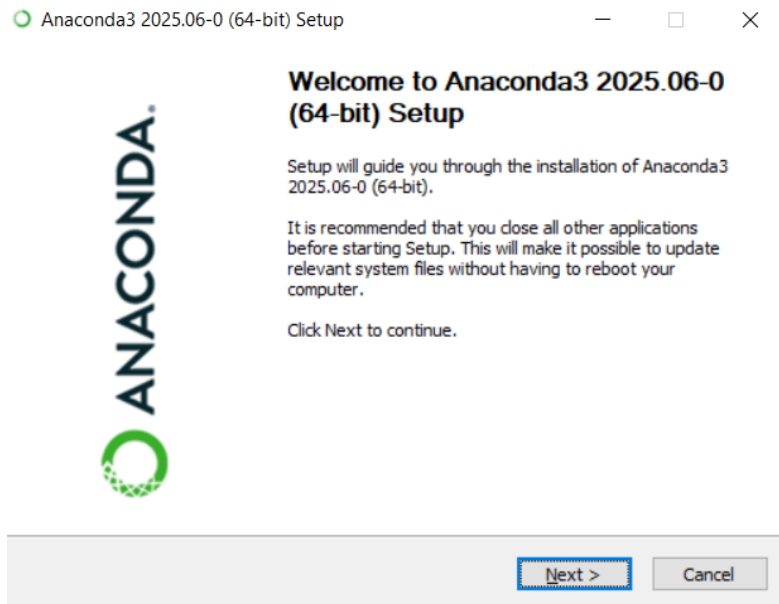 Anaconda3 2025.06-0 (64-bit) Setup
ANACONDA.
Welcome to Anaconda3 2025.06-0
(64-bit) Setup
Setup will guide you through the installation of Anaconda3
2025.06-0 (64-bit).
It is recommended that you close all other applications
before starting Setup. This will make it possible to update
relevant system files without having to reboot your
computer.
Click Next to continue.
Next >
Cancel